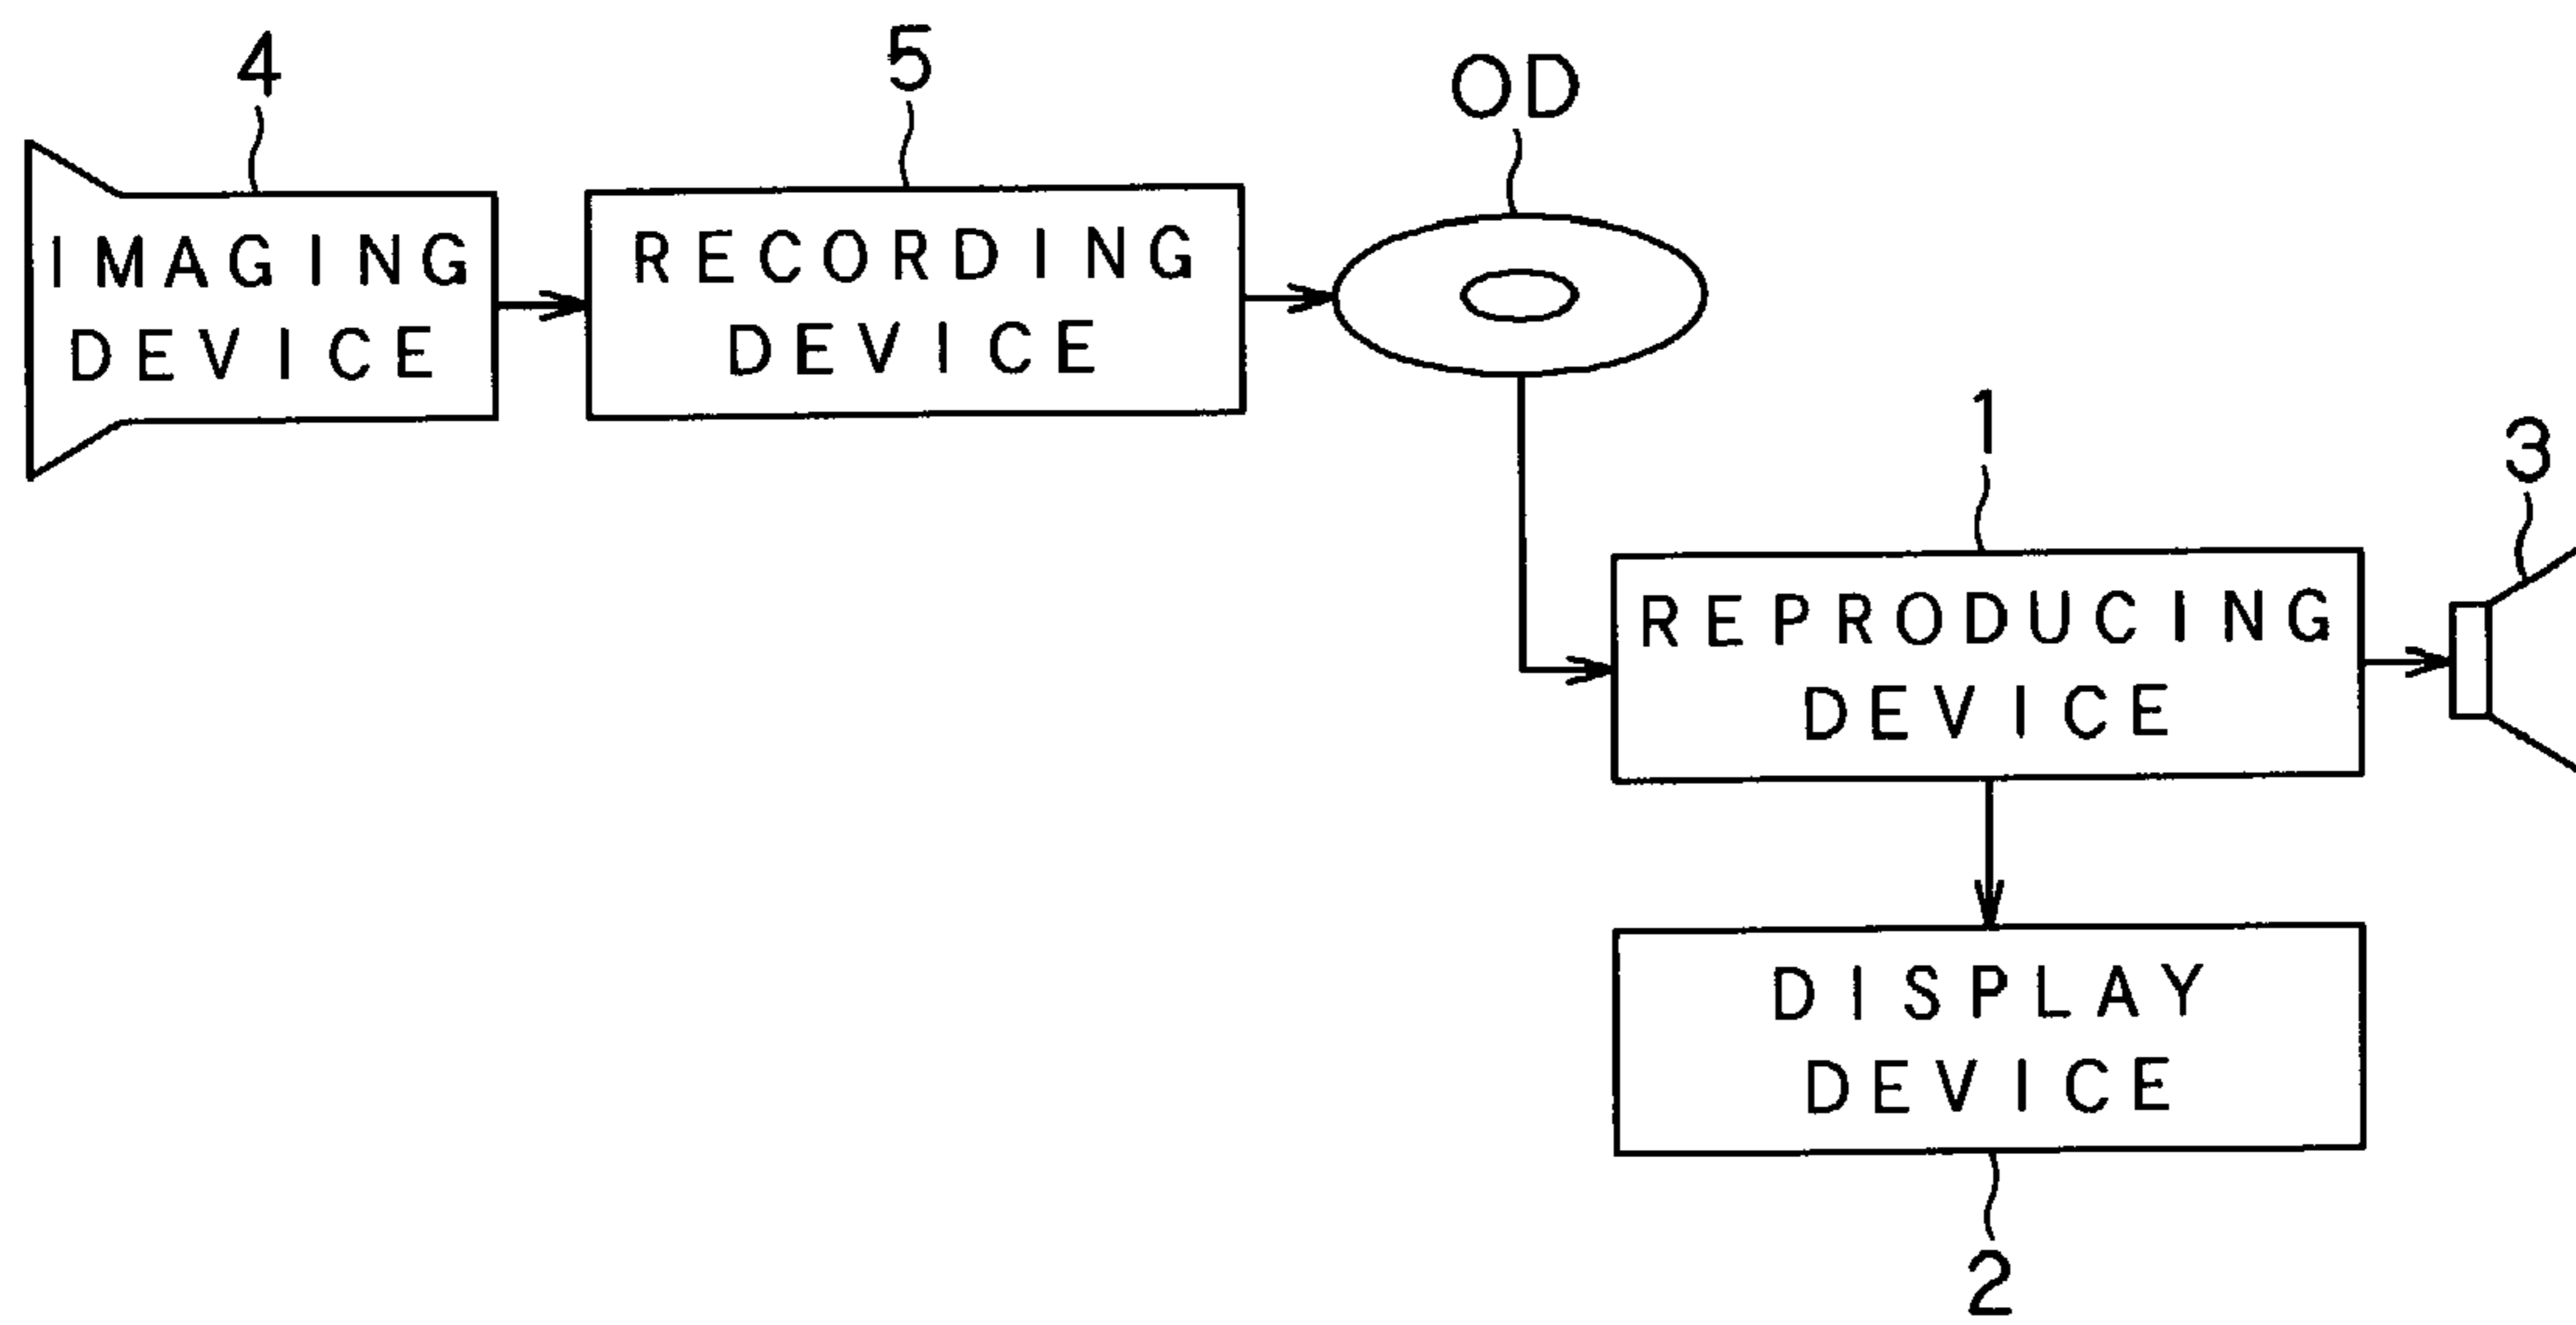 4
5
OD
IMAGING
DEVICE
RECORDING
DEVICE
1
3
REPRODUCING
DEVICE
DISPLAY
DEVICE
2